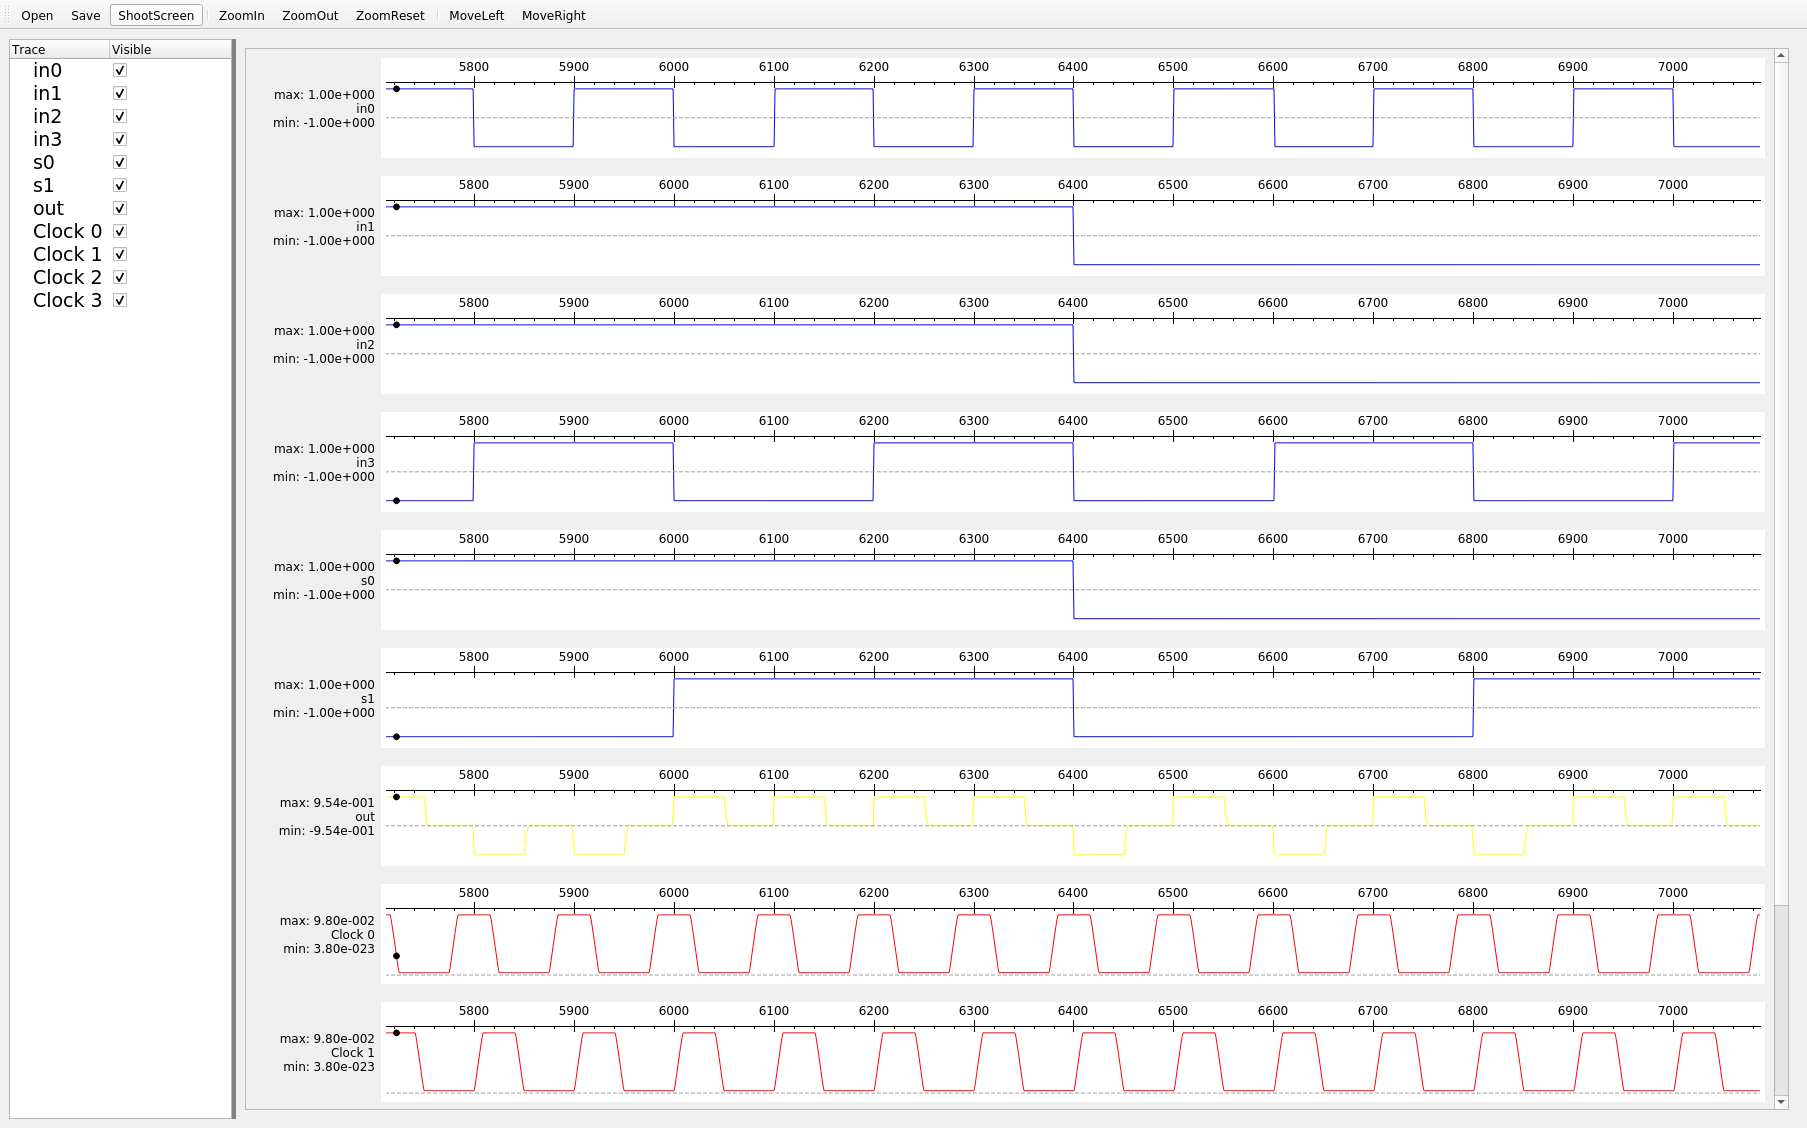 Open Save ShootScreen ZoomIn ZoomOut ZoomReset MoveLeft MoveRight
Trace Visible
in0
in1
in2
in3
s0
s1
out
Clock 0
Clock 1
Clock 2
Clock 3
5800 5900 6000 6100 6200 6300 6400 6500 6600 6700 6800 6900 7000
max: 1.00e+000
in0
min: -1.00e+000
5800 5900 6000 6100 6200 6300 6400 6500 6600 6700 6800 6900 7000
max: 1.00e+000
in1
min: -1.00e+000
5800 5900 6000 6100 6200 6300 6400 6500 6600 6700 6800 6900 7000
max: 1.00e+000
in2
min: -1.00e+000
5800 5900 6000 6100 6200 6300 6400 6500 6600 6700 6800 6900 7000
max: 1.00e+000
in3
min: -1.00e+000
5800 5900 6000 6100 6200 6300 6400 6500 6600 6700 6800 6900 7000
max: 1.00e+000
s0
min: -1.00e+000
5800 5900 6000 6100 6200 6300 6400 6500 6600 6700 6800 6900 7000
max: 1.00e+000
s1
min: -1.00e+000
5800 5900 6000 6100 6200 6300 6400 6500 6600 6700 6800 6900 7000
max: 9.54e-001
out
min: -9.54e-001
5800 5900 6000 6100 6200 6300 6400 6500 6600 6700 6800 6900 7000
max: 9.80e-002
Clock 0
min: 3.80e-023
5800 5900 6000 6100 6200 6300 6400 6500 6600 6700 6800 6900 7000
max: 9.80e-002
Clock 1
min: 3.80e-023